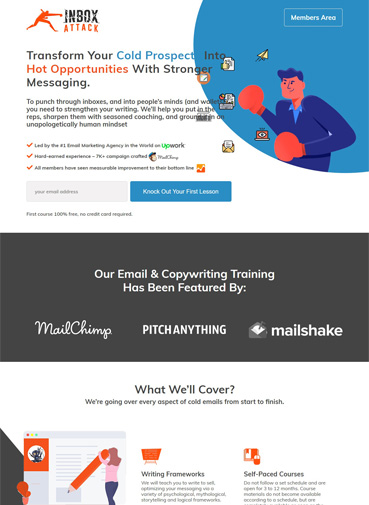 INBOX
ATTACK
Members Area
Transform Your Cold Prospects Into
Hot Opportunities With Stronger
Messaging.
To punch through inboxes, and into people's minds (and wallets)
you need to strengthen your writing. We'll help you put in the
reps, sharpen them with seasoned coaching, and ground it in an
unapologetically human mindset
Led by the #1 Email Marketing Agency in the World on Upwork
Hard-earned experience – 7K+ campaign crafted MailChimp
All members have seen measurable improvement to their bottom line
your email address
Knock Out Your First Lesson
First course 100% free, no credit card required.
Our Email & Copywriting Training
Has Been Featured By:
MailChimp
PITCH ANYTHING
mailshake
What We'll Cover?
We're going over every aspect of cold emails from start to finish.
Writing Frameworks
We will teach you to write to sell,
optimizing your messaging via a
variety of psychological, mythological,
storytelling and logical frameworks.
Self-Paced Courses
Do not follow a set schedule and are
open for 3 to 12 months. Course
materials do not become available
according to a schedule, but are